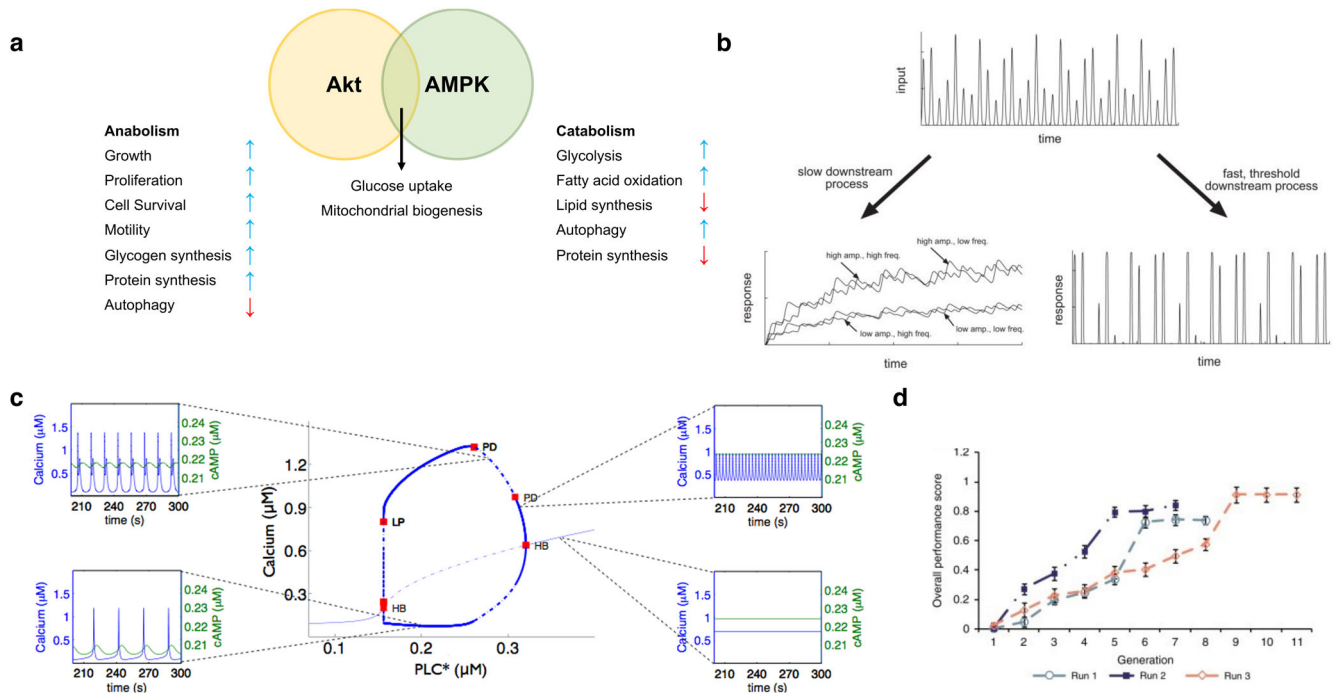 a
Akt
AMPK
Anabolism
Growth
Proliferation
Cell Survival
Motility
Glycogen synthesis
Protein synthesis
Autophagy
Glucose uptake
Mitochondrial biogenesis
Catabolism
Glycolysis
Fatty acid oxidation
Lipid synthesis
Autophagy
Protein synthesis
b
input
time
slow downstream
process
fast, threshold
downstream process
response
high amp., high freq.
high amp., low freq.
low amp., high freq.
low amp., low freq.
time
response
time
c
Calcium (μM)
1.5
1
0.5
0.24
0.23
0.22
0.21
cAMP (μM)
210 240 270 300
time (s)
Calcium (μM)
1.5
1
0.5
0.24
0.23
0.22
0.21
cAMP (μM)
210 240 270 300
time (s)
Calcium (μM)
1.2
0.9
0.6
0.3
PD
PD
LP
HB
HB
0.1 0.2 0.3
PLC* (μM)
Calcium (μM)
1.5
1
0.5
0.24
0.23
0.22
0.21
cAMP (μM)
210 240 270 300
time (s)
Calcium (μM)
1.5
1
0.5
0.24
0.23
0.22
0.21
cAMP (μM)
210 240 270 300
time (s)
d
Overall performance score
1.2
1
0.8
0.6
0.4
0.2
0
1 2 3 4 5 6 7 8 9 10 11
Generation
Run 1 Run 2 Run 3